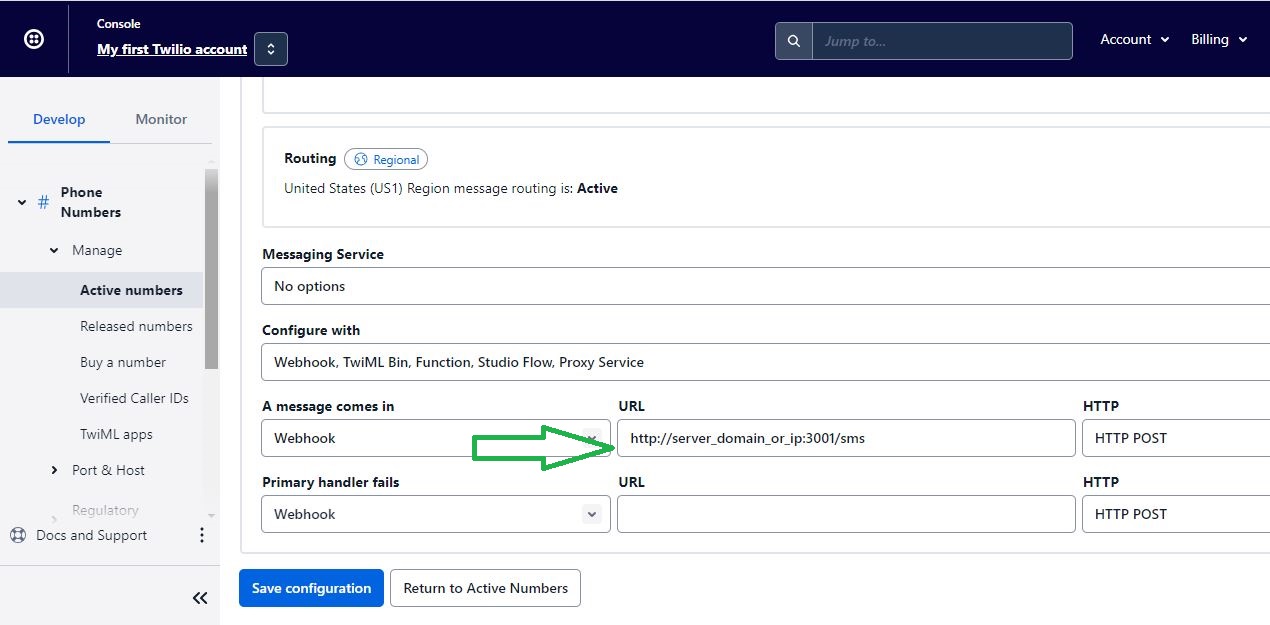 Console
My first Twilio account
Jump to...
Account
Billing
Develop
Monitor
Phone
Numbers
Manage
Active numbers
Released numbers
Buy a number
Verified Caller IDs
TwiML apps
Port & Host
Regulatory
Docs and Support
Routing Regional
United States (US1) Region message routing is: Active
Messaging Service
No options
Configure with
Webhook, TwiML Bin, Function, Studio Flow, Proxy Service
A message comes in URL HTTP
Webhook http://server_domain_or_ip:3001/sms HTTP POST
Primary handler fails URL HTTP
Webhook HTTP POST
Save configuration Return to Active Numbers